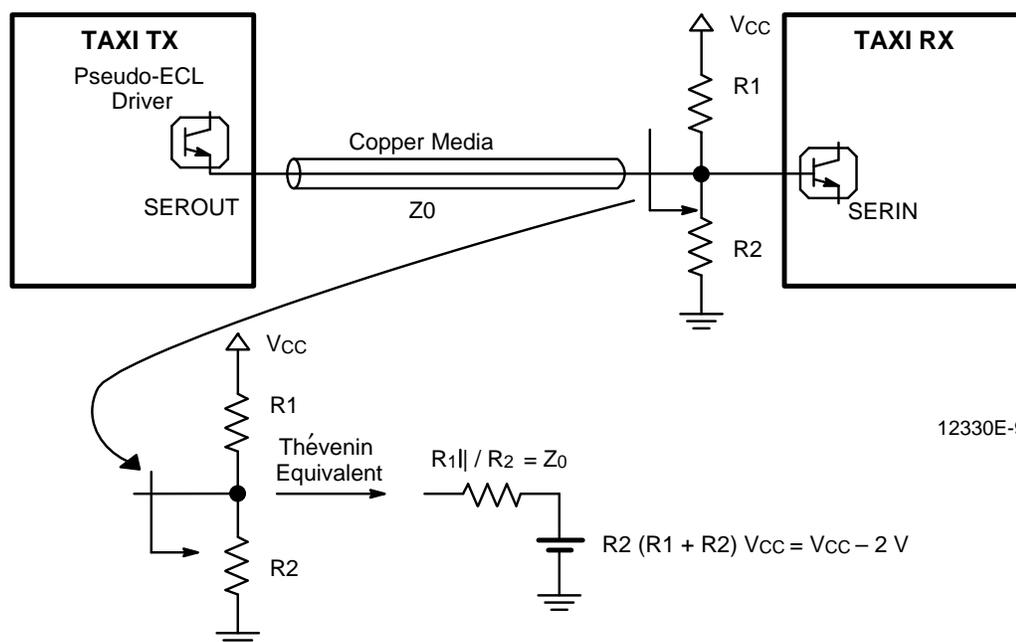 TAXI TX
Pseudo-ECL
Driver
SEROUT
Copper Media
Z0
VCC
R1
R2
TAXI RX
SERIN
VCC
R1
R2
Thévenin
Equivalent
R1|| / R2 = Z0
R2 (R1 + R2) VCC = VCC – 2 V